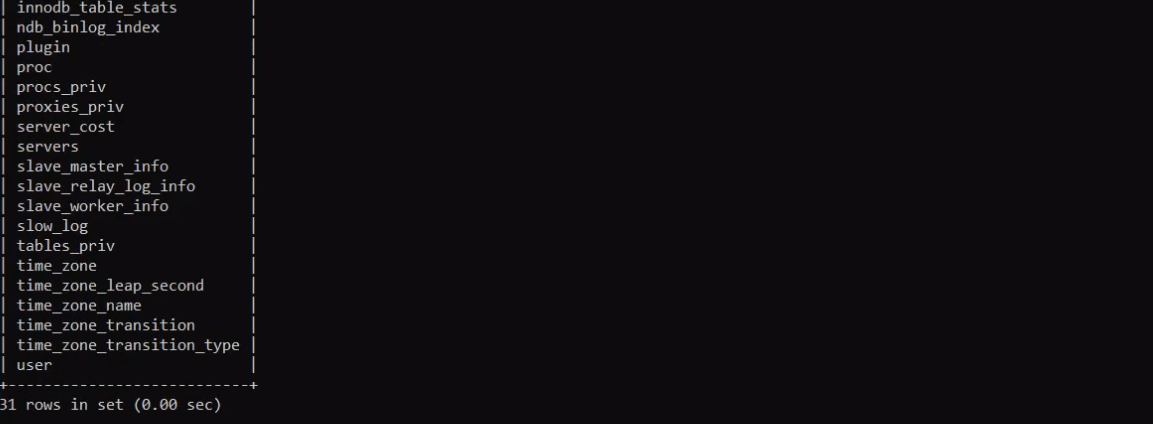 | innodb_table_stats        |
| ndb_binlog_index          |
| plugin                    |
| proc                      |
| procs_priv                |
| proxies_priv              |
| server_cost               |
| servers                   |
| slave_master_info         |
| slave_relay_log_info      |
| slave_worker_info         |
| slow_log                  |
| tables_priv               |
| time_zone                 |
| time_zone_leap_second     |
| time_zone_name            |
| time_zone_transition      |
| time_zone_transition_type |
| user                      |
+---------------------------+
31 rows in set (0.00 sec)